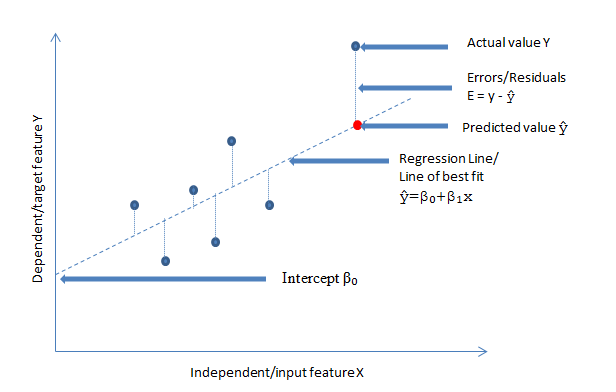 Actual value Y
Errors/Residuals
E = y - ŷ
Predicted value ŷ
Regression Line/
Line of best fit
ŷ=β₀+β₁x
Dependent/target feature Y
Intercept β₀
Independent/input feature X